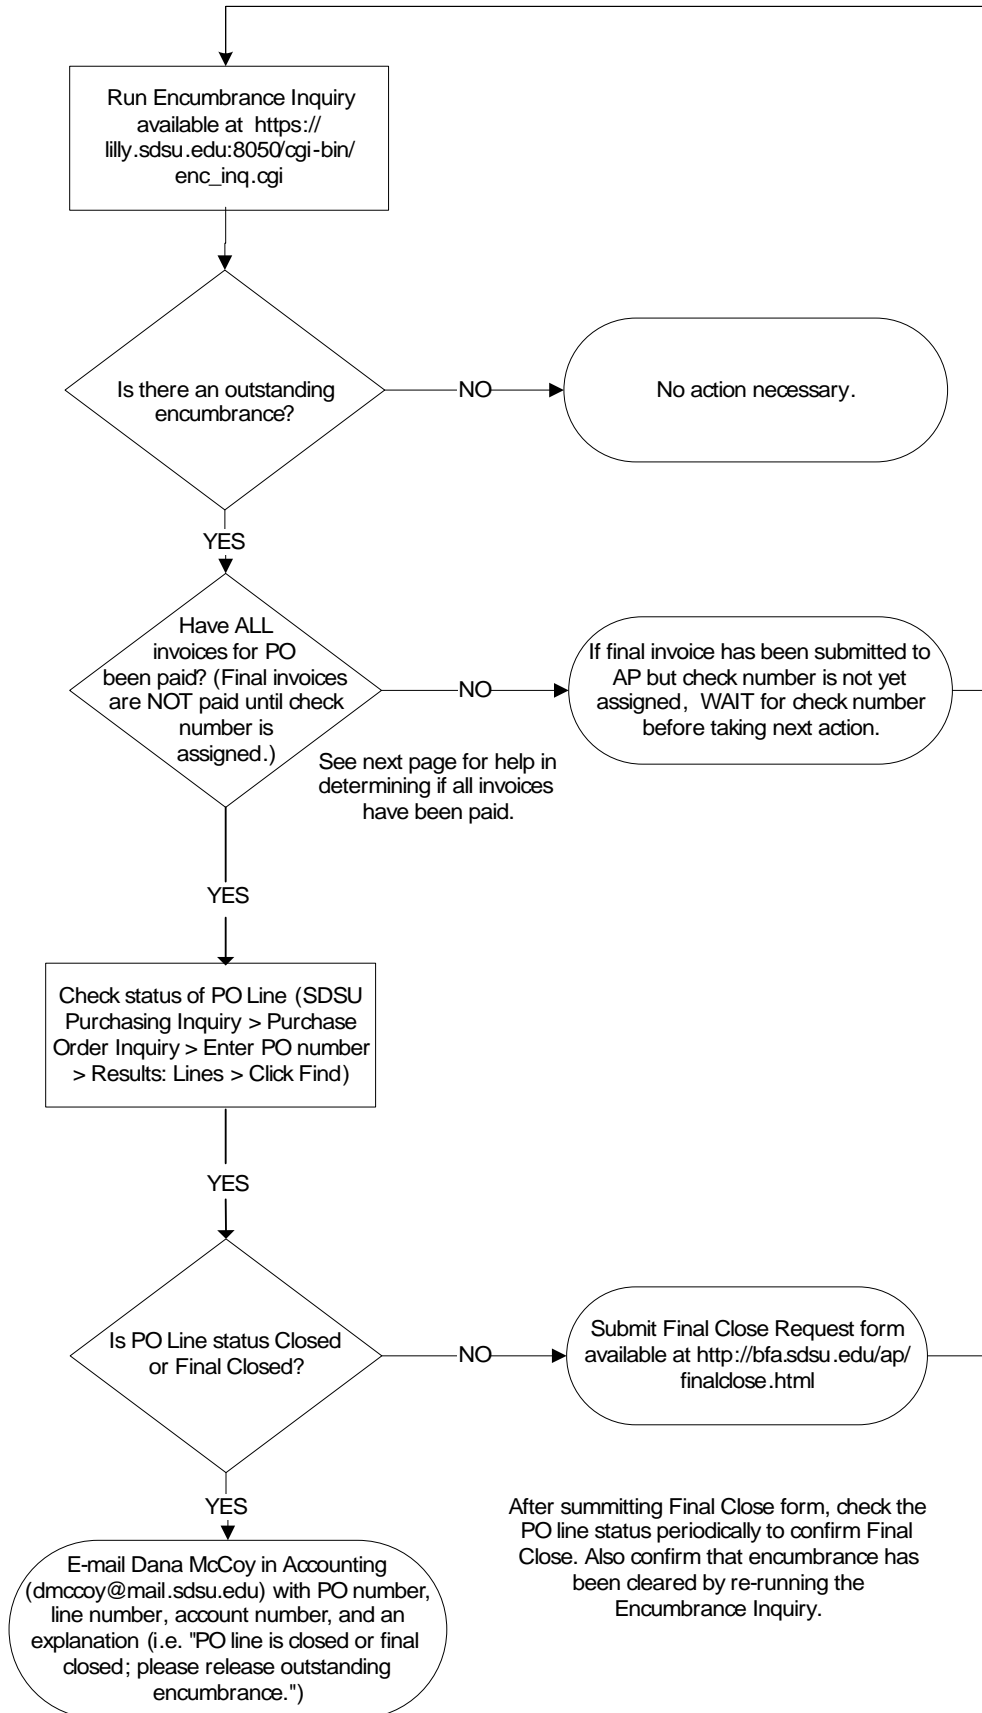 Run Encumbrance Inquiry
available at https://
lilly.sdsu.edu:8050/cgi-bin/
enc_inq.cgi
Is there an outstanding
encumbrance?
NO
No action necessary.
YES
Have ALL
invoices for PO
been paid? (Final invoices
are NOT paid until check
number is
assigned.)
NO
If final invoice has been submitted to
AP but check number is not yet
assigned, WAIT for check number
before taking next action.
See next page for help in
determining if all invoices
have been paid.
YES
Check status of PO Line (SDSU
Purchasing Inquiry > Purchase
Order Inquiry > Enter PO number
> Results: Lines > Click Find)
YES
Is PO Line status Closed
or Final Closed?
NO
Submit Final Close Request form
available at http://bfa.sdsu.edu/ap/
finalclose.html
YES
After summitting Final Close form, check the
PO line status periodically to confirm Final
Close. Also confirm that encumbrance has
been cleared by re-running the
Encumbrance Inquiry.
E-mail Dana McCoy in Accounting
(dmccoy@mail.sdsu.edu) with PO number,
line number, account number, and an
explanation (i.e. "PO line is closed or final
closed; please release outstanding
encumbrance.")